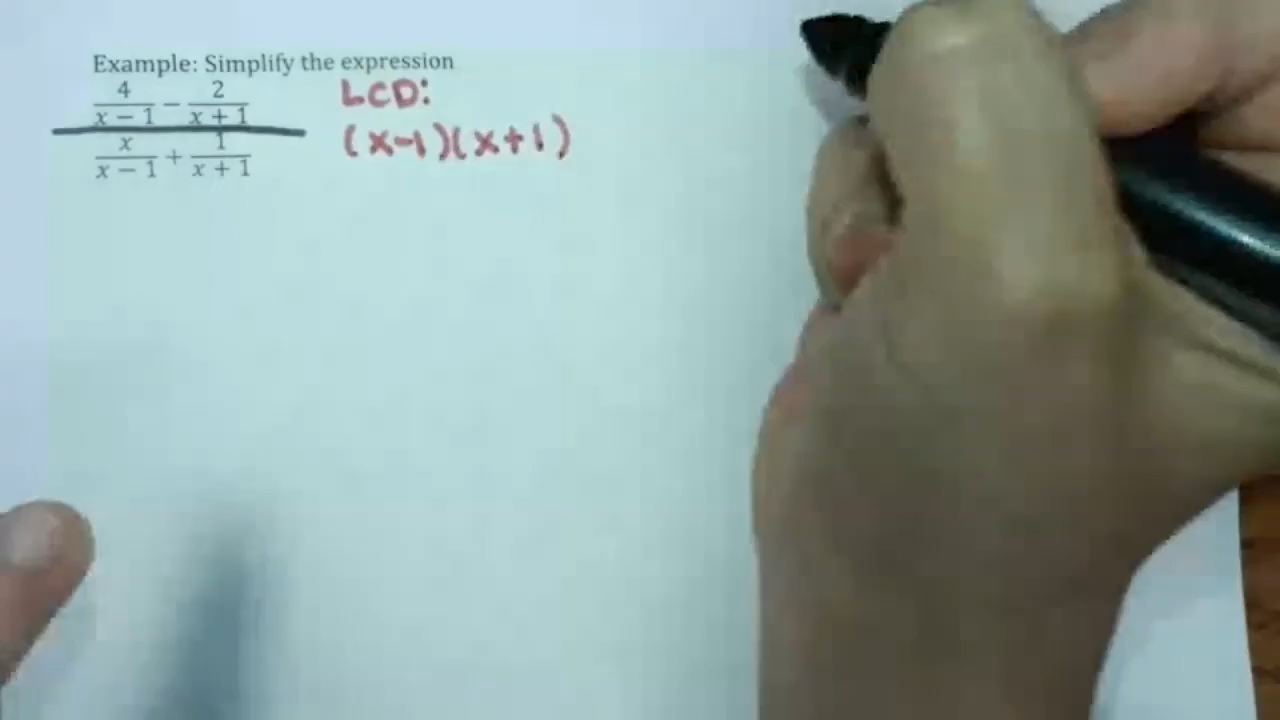 Example: Simplify the expression
4/(x − 1) − 2/(x + 1)
x/(x − 1) + 1/(x + 1)
LCD:
(x-1)(x+1)